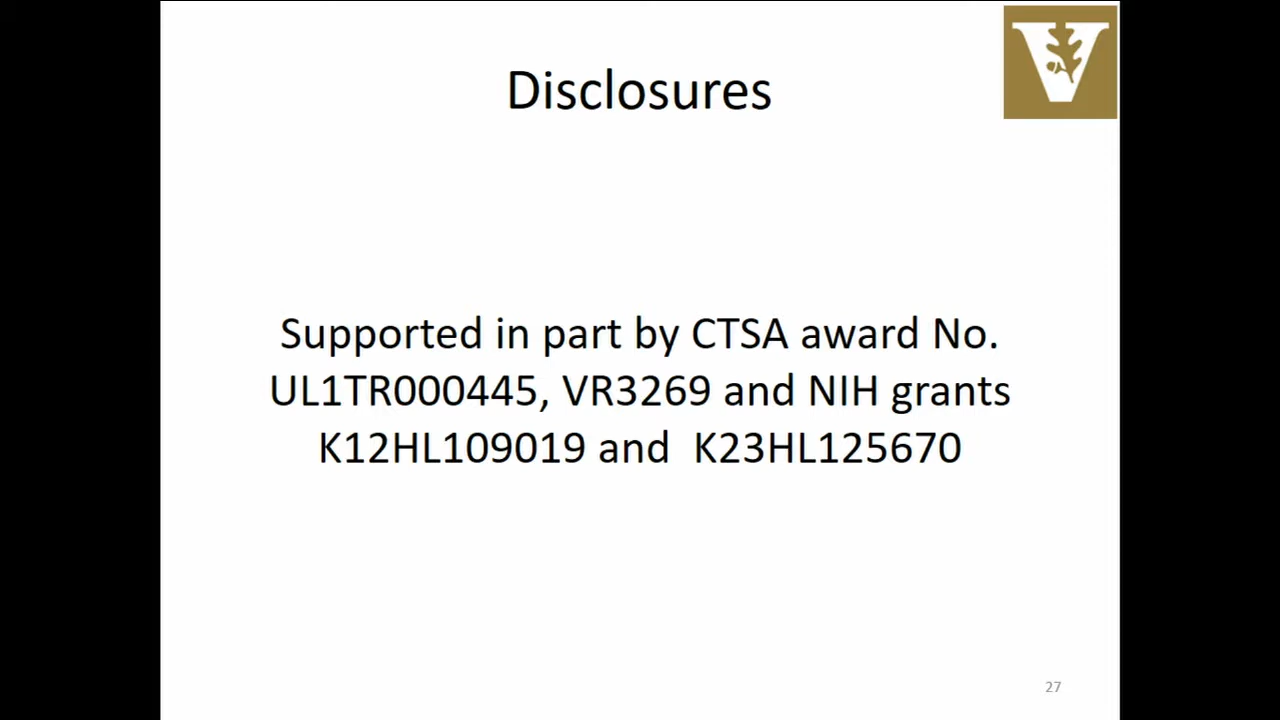 Disclosures
Supported in part by CTSA award No.
UL1TR000445, VR3269 and NIH grants
K12HL109019 and K23HL125670
27